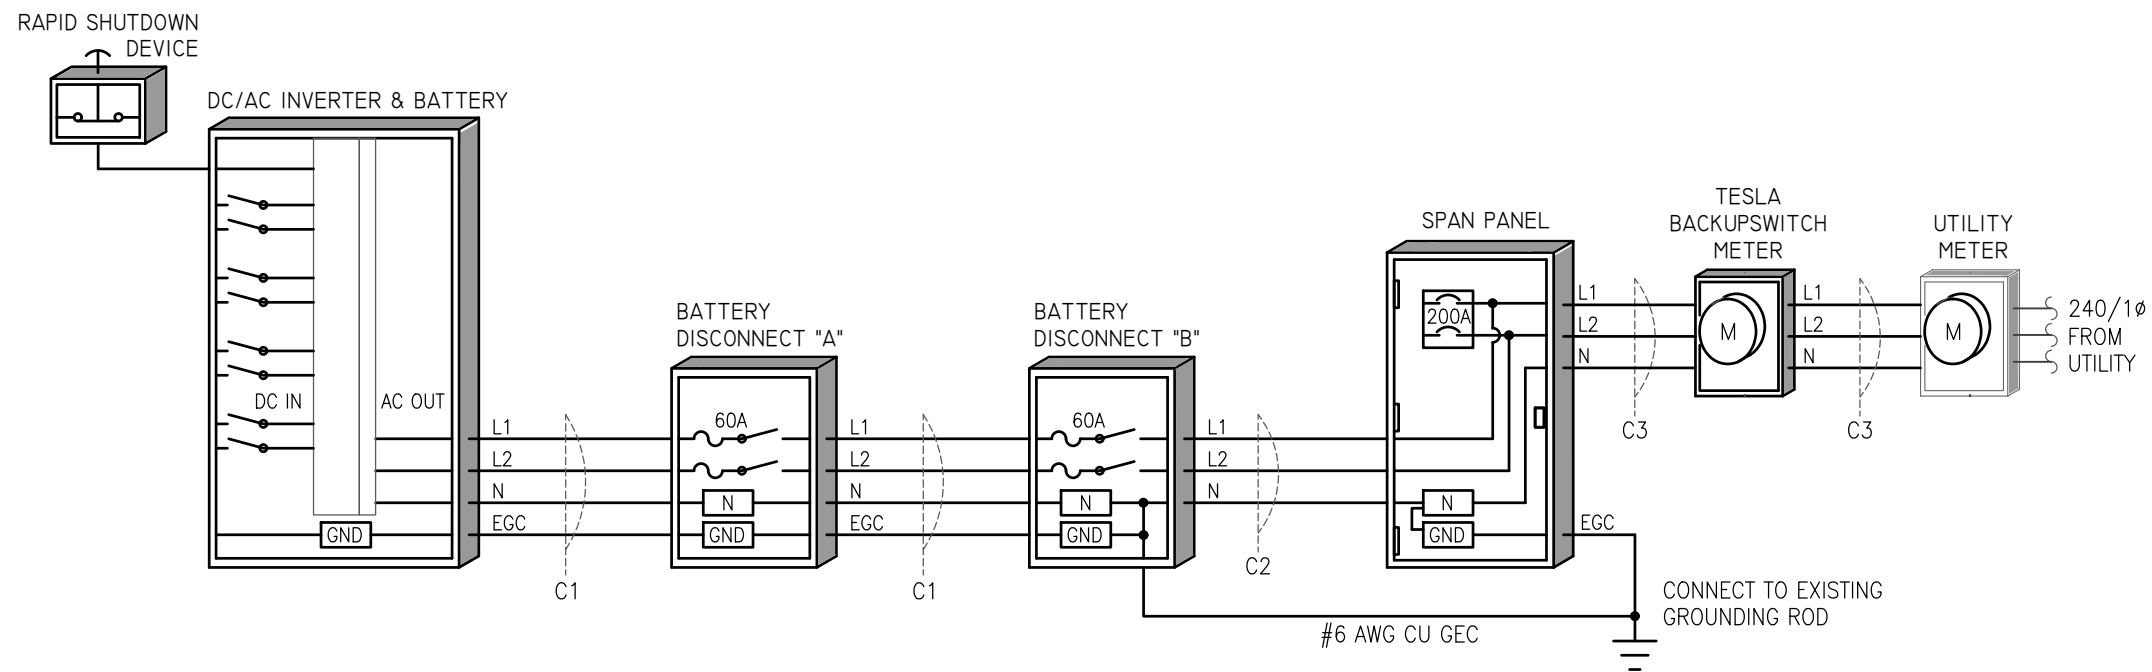 RAPID SHUTDOWN
DEVICE
DC/AC INVERTER & BATTERY
DC IN
AC OUT
GND
L1
L2
N
EGC
C1
BATTERY
DISCONNECT "A"
60A
N
GND
L1
L2
N
EGC
C1
BATTERY
DISCONNECT "B"
60A
N
GND
L1
L2
N
C2
#6 AWG CU GEC
SPAN PANEL
200A
N
GND
EGC
L1
L2
N
C3
TESLA
BACKUPSWITCH
METER
M
L1
L2
N
C3
UTILITY
METER
M
240/1ø
FROM
UTILITY
CONNECT TO EXISTING
GROUNDING ROD